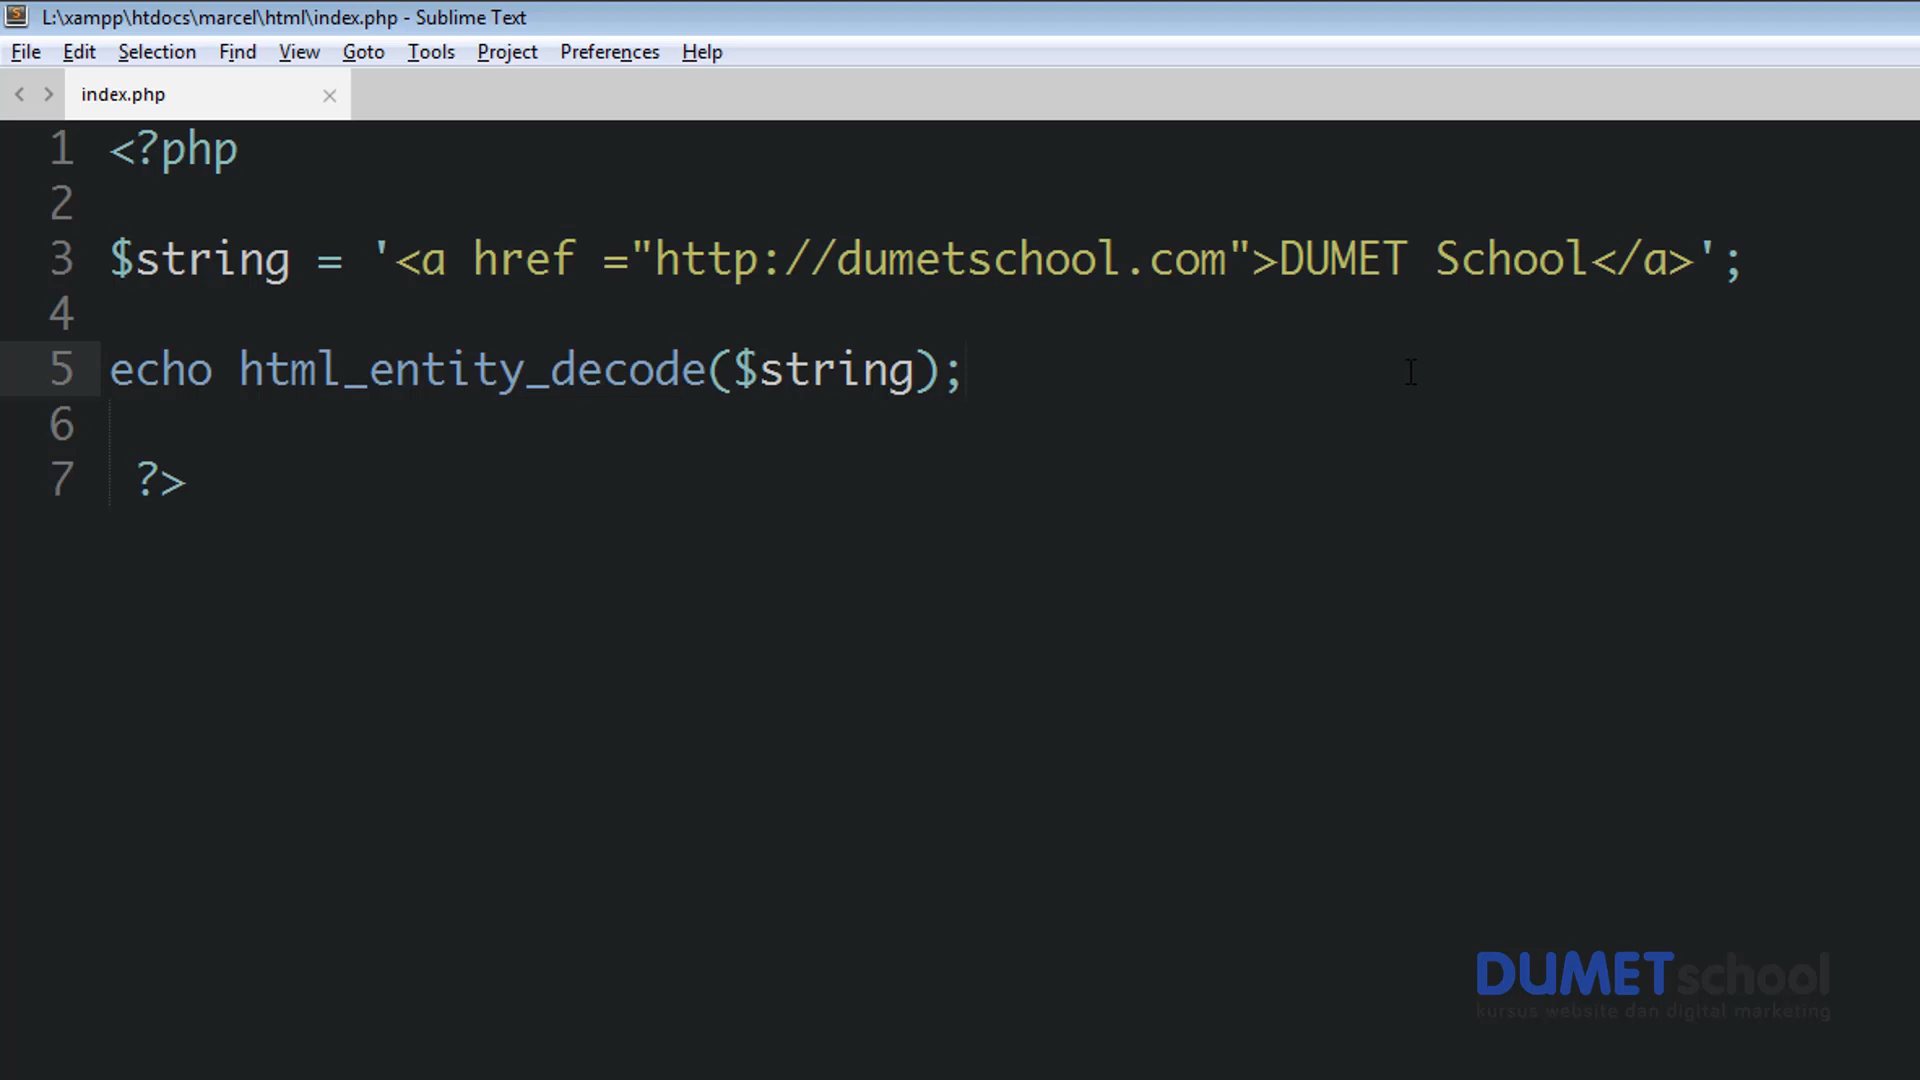 L:\xampp\htdocs\marcel\html\index.php - Sublime Text
File Edit Selection Find View Goto Tools Project Preferences Help
index.php
1 <?php
2
3 $string = '<a href ="http://dumetschool.com">DUMET School</a>';
4
5 echo html_entity_decode($string);
6
7 ?>
DUMETschool
kursus website dan digital marketing